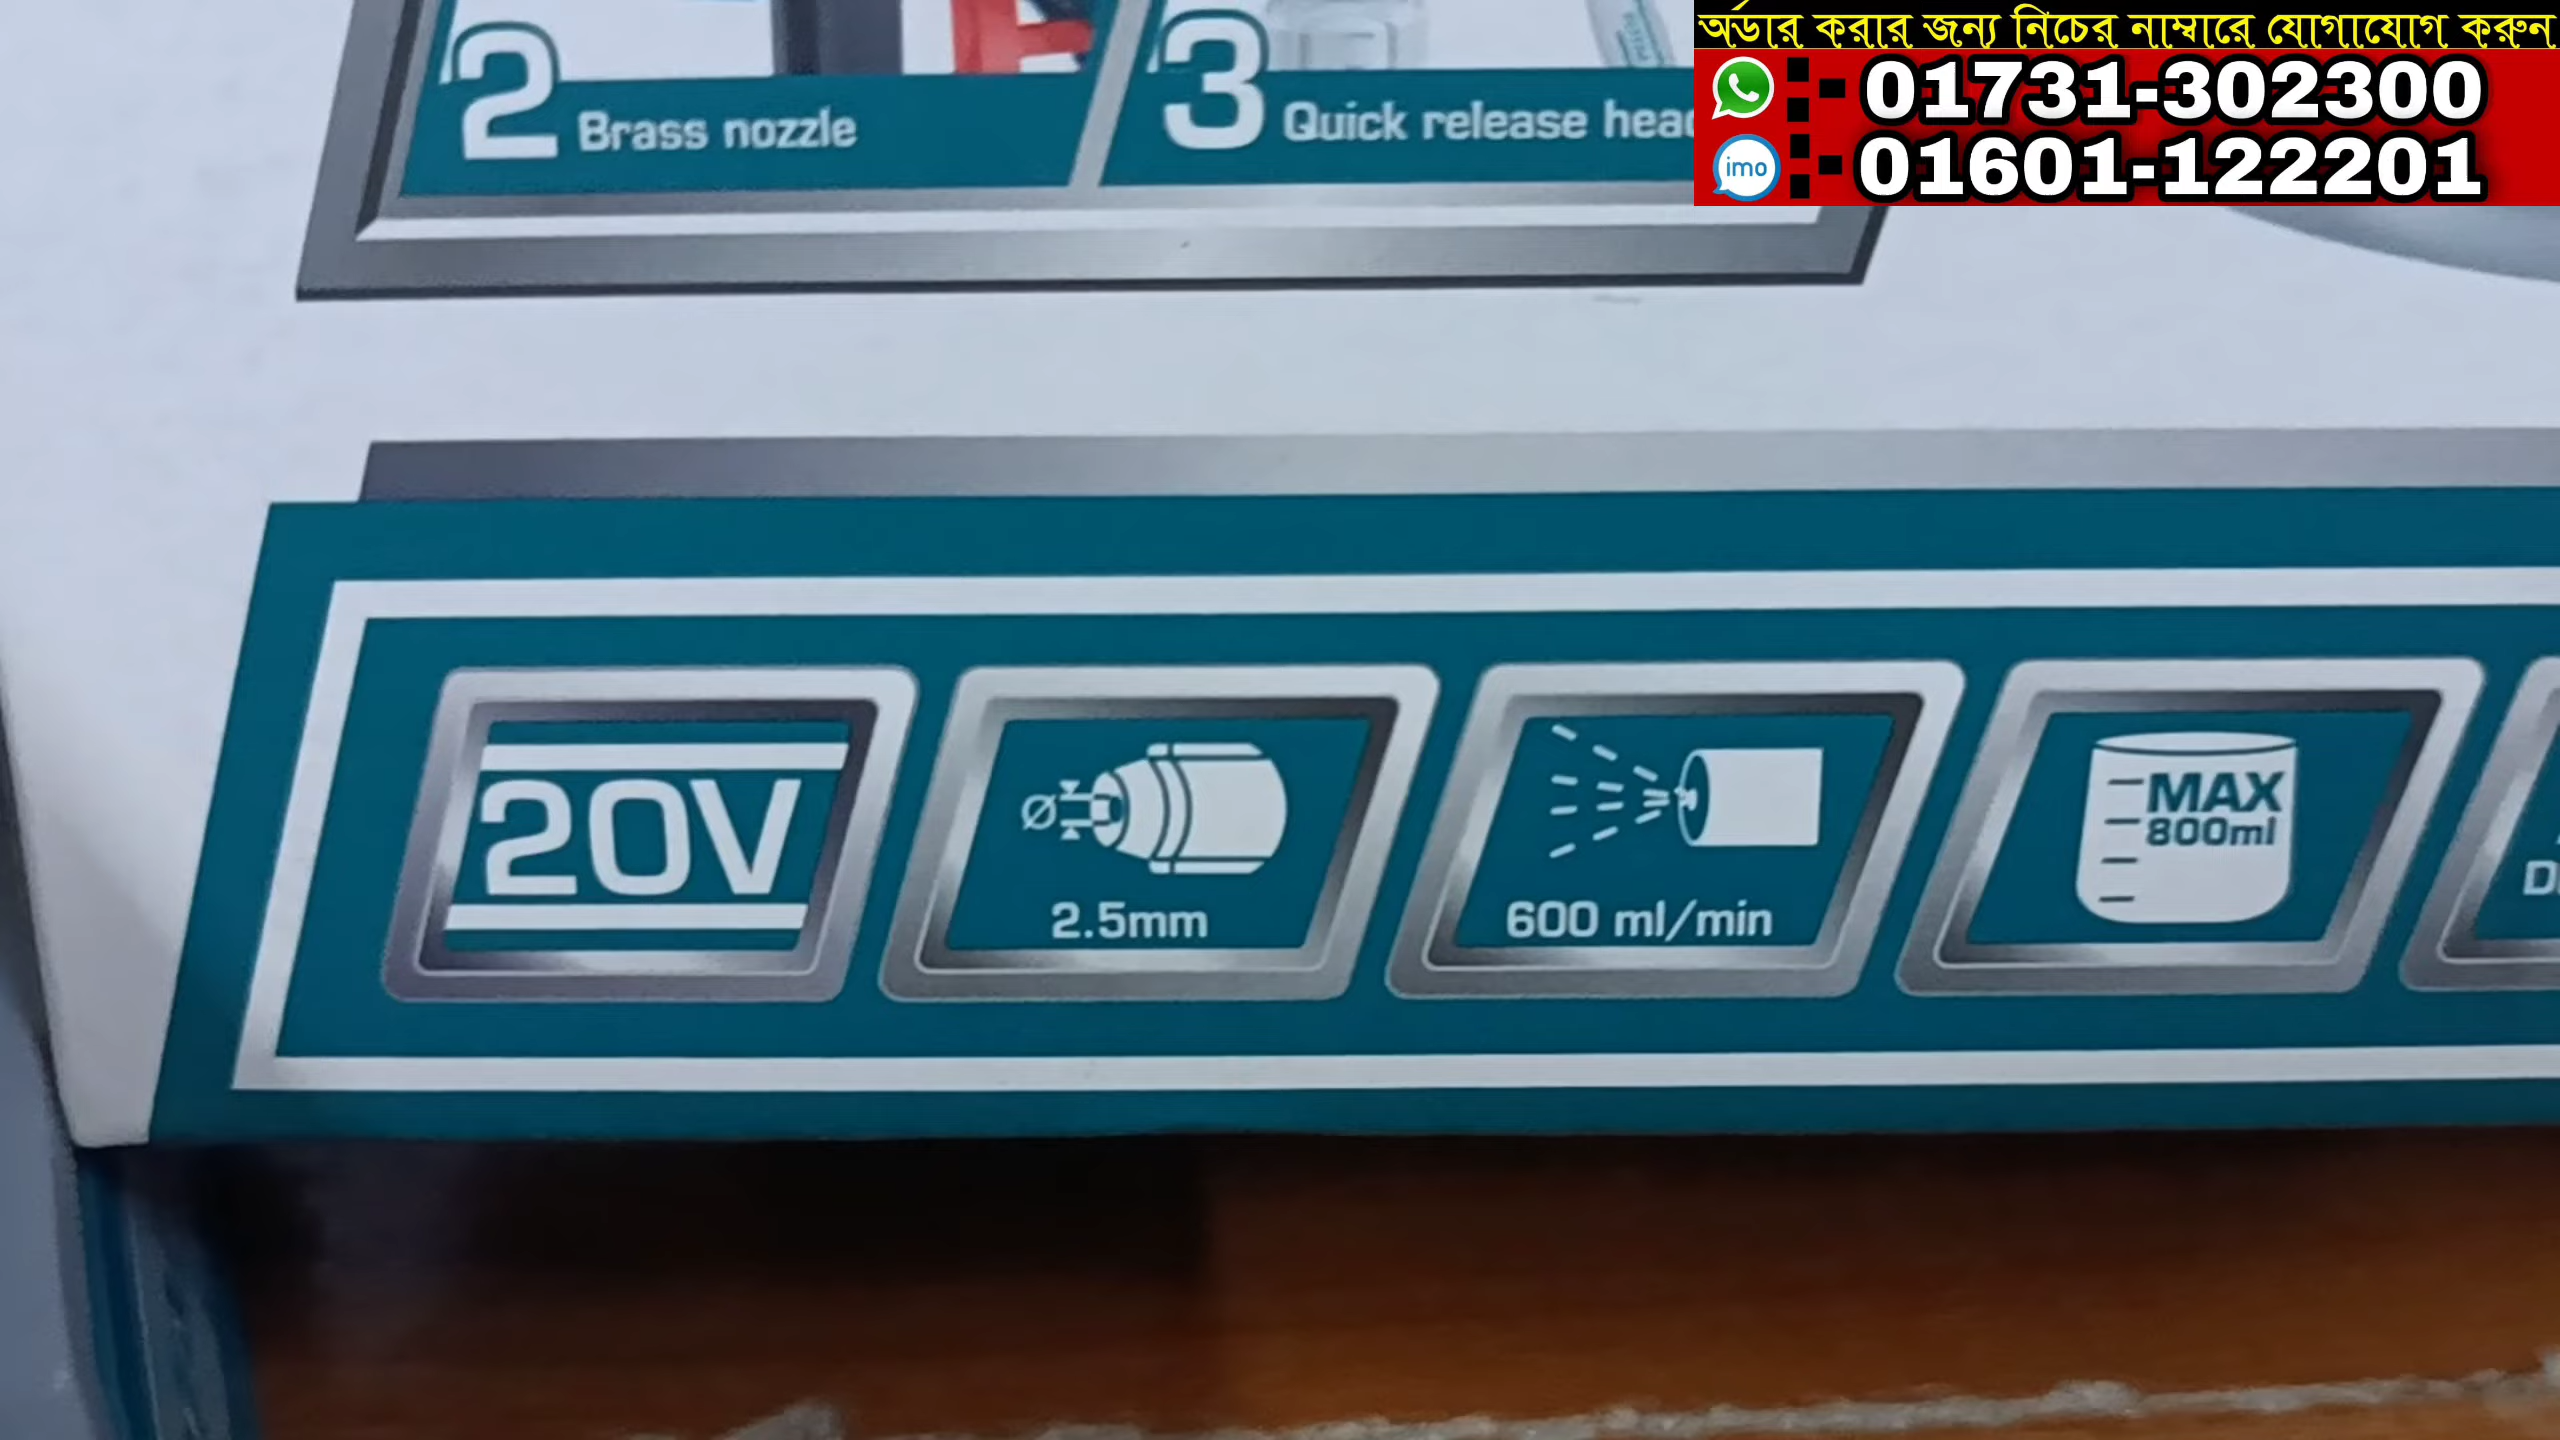 অর্ডার করার জন্য নিচের নাম্বারে যোগাযোগ করুন
:- 01731-302300
imo :- 01601-122201
2 Brass nozzle
3 Quick release
20V
2.5mm
600 ml/min
MAX
800ml